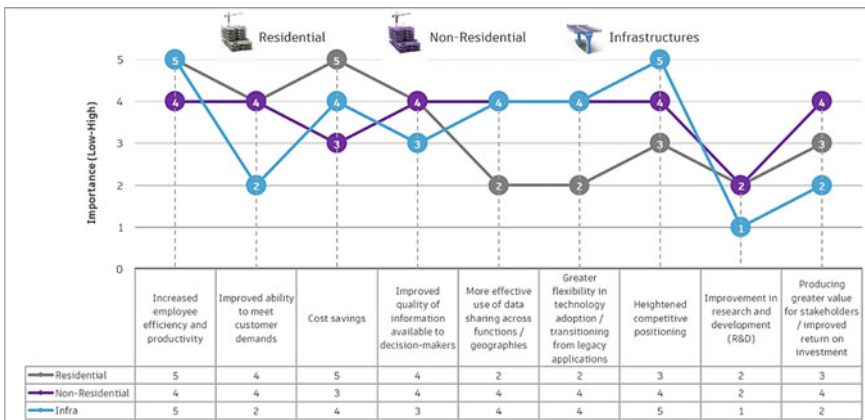 Residential Non-Residential Infrastructures
Importance (Low-High)
5
4
3
2
1
0
5 5 5
4 4 4 4 4 4 4 4
3 3 3 3
2 2 2 2 2
1
Increased
employee
efficiency and
productivity
Improved ability
to meet
customer
demands
Cost savings
Improved
quality of
information
available to
decision-makers
More effective
use of data
sharing across
functions /
geographies
Greater
flexibility in
technology
adoption /
transitioning
from legacy
applications
Heightened
competitive
positioning
Improvement in
research and
development
(R&D)
Producing
greater value
for stakeholders
/ improved
return on
investment
Residential 5 4 5 4 2 2 3 2 3
Non-Residential 4 4 3 4 4 4 4 2 4
Infra 5 2 4 3 4 4 5 1 2